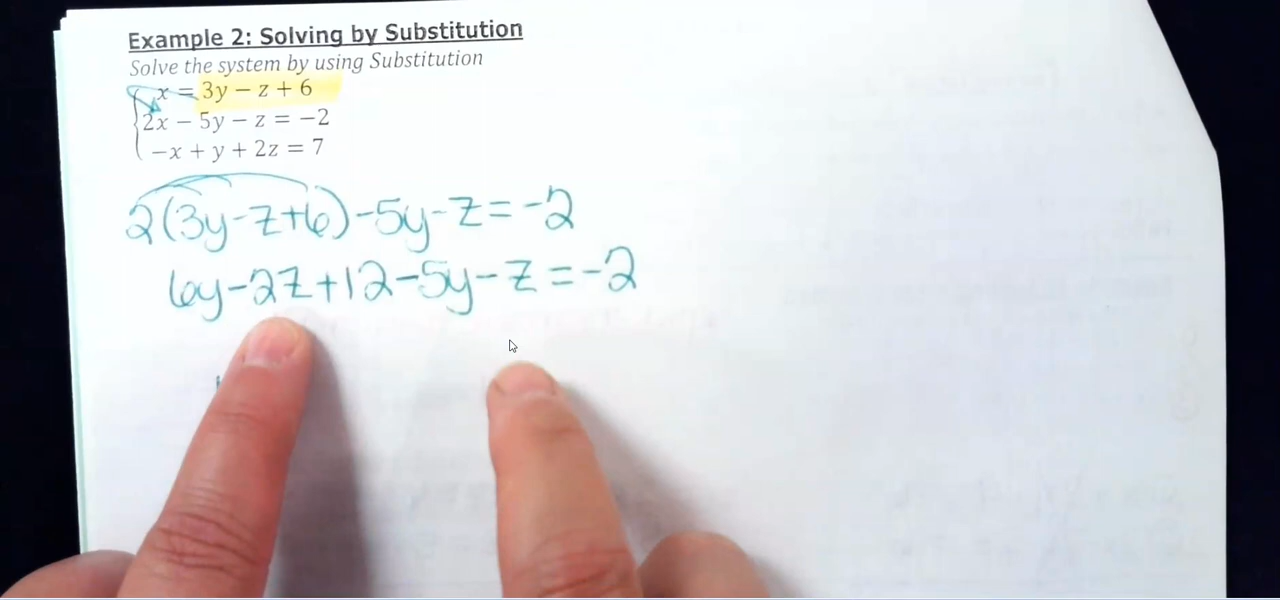 Example 2: Solving by Substitution
Solve the system by using Substitution
x = 3y − z + 6
2x − 5y − z = −2
−x + y + 2z = 7
2(3y-z+6)-5y-z=-2
6y-2z+12-5y-z=-2